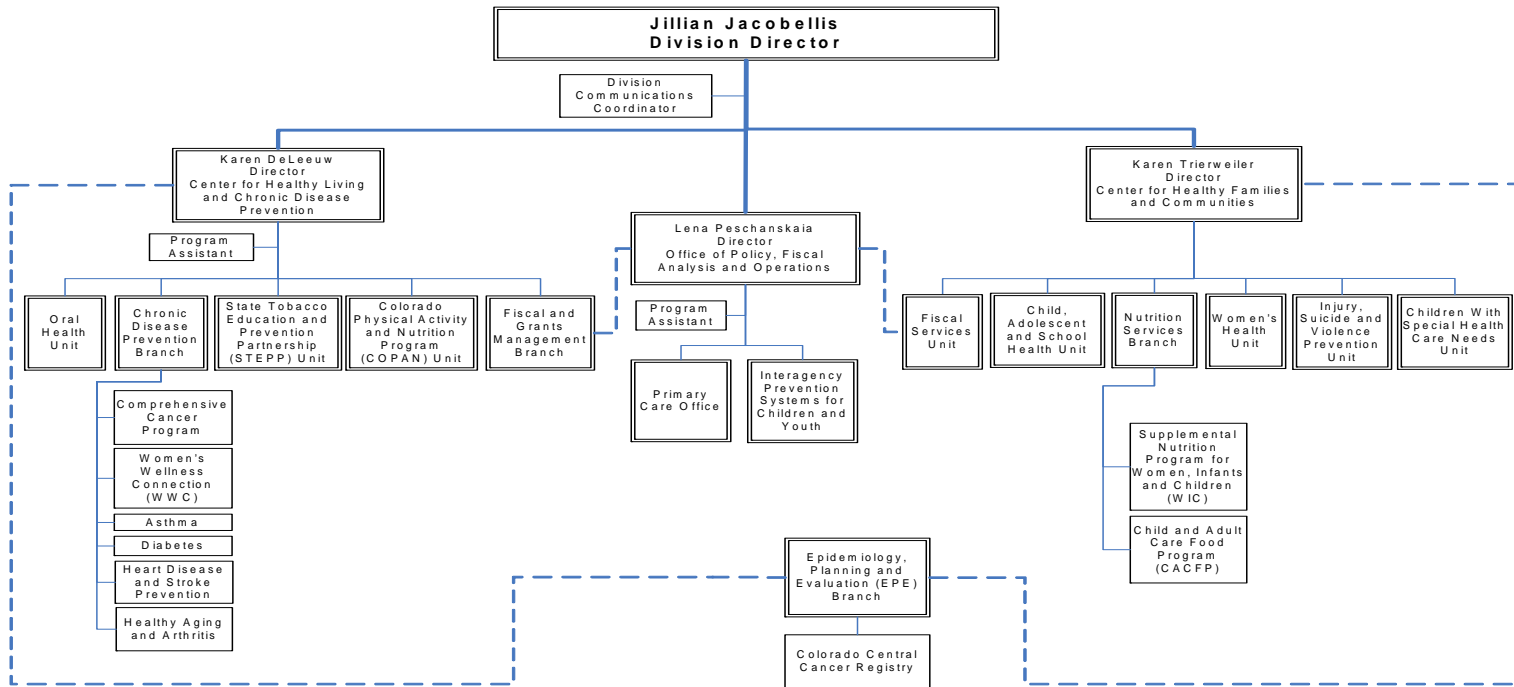 Jillian Jacobellis
Division Director
Division
Communications
Coordinator
Karen DeLeeuw
Director
Center for Healthy Living
and Chronic Disease
Prevention
Karen Trierweiler
Director
Center for Healthy Families
and Communities
Lena Peschanskaia
Director
Office of Policy, Fiscal
Analysis and Operations
Program
Assistant
Oral
Health
Unit
Chronic
Disease
Prevention
Branch
State Tobacco
Education and
Prevention
Partnership
(STEPP) Unit
Colorado
Physical Activity
and Nutrition
Program
(COPAN) Unit
Fiscal and
Grants
Management
Branch
Program
Assistant
Fiscal
Services
Unit
Child,
Adolescent
and School
Health Unit
Nutrition
Services
Branch
Women's
Health
Unit
Injury,
Suicide and
Violence
Prevention
Unit
Children With
Special Health
Care Needs
Unit
Primary
Care Office
Interagency
Prevention
Systems for
Children and
Youth
Comprehensive
Cancer
Program
Women's
Wellness
Connection
(WWC)
Asthma
Diabetes
Heart Disease
and Stroke
Prevention
Healthy Aging
and Arthritis
Supplemental
Nutrition
Program for
Women, Infants
and Children
(WIC)
Child and Adult
Care Food
Program
(CACFP)
Epidemiology,
Planning and
Evaluation (EPE)
Branch
Colorado Central
Cancer Registry